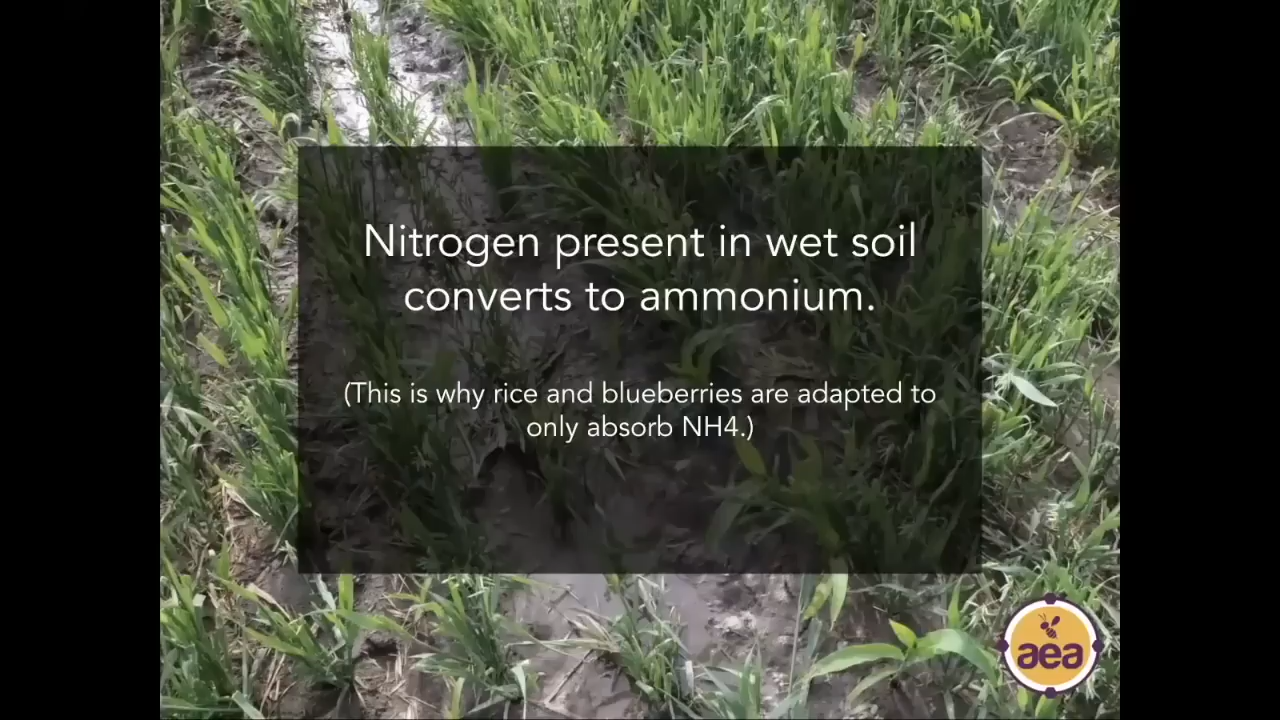 Nitrogen present in wet soil
converts to ammonium.
(This is why rice and blueberries are adapted to
only absorb NH4.)
aea